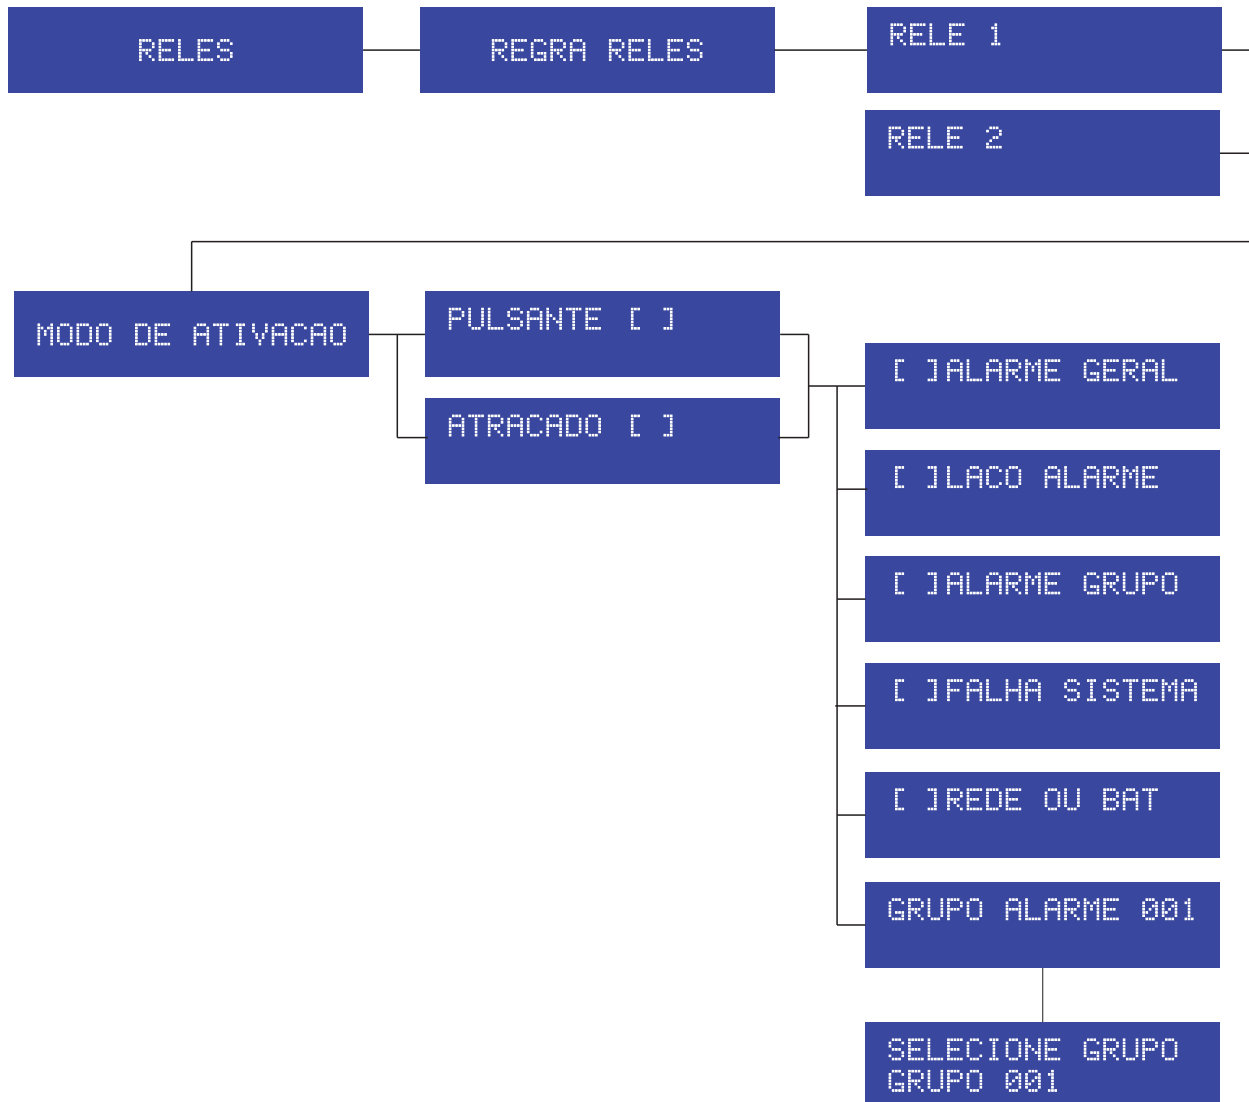 RELES
REGRA RELES
RELE 1
RELE 2
MODO DE ATIVACAO
PULSANTE [ ]
ATRACADO [ ]
[ ]ALARME GERAL
[ ]LACO ALARME
[ ]ALARME GRUPO
[ ]FALHA SISTEMA
[ ]REDE OU BAT
GRUPO ALARME 001
SELECIONE GRUPO
GRUPO 001